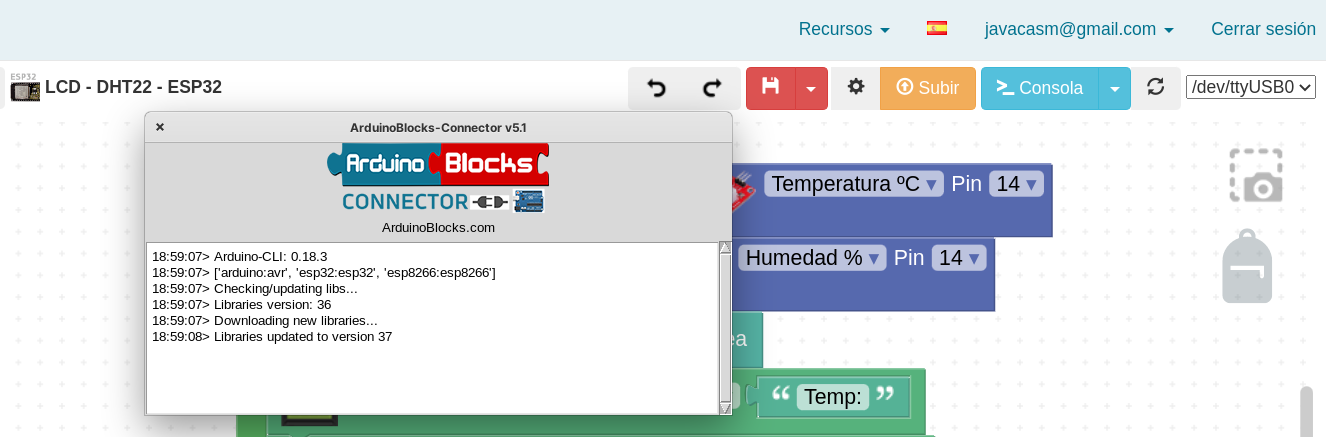 Recursos javacasm@gmail.com Cerrar sesión
ESP32
LCD - DHT22 - ESP32
Subir Consola /dev/ttyUSB0
ArduinoBlocks-Connector v5.1
Arduino Blocks
CONNECTOR
ArduinoBlocks.com
18:59:07> Arduino-CLI: 0.18.3
18:59:07> ['arduino:avr', 'esp32:esp32', 'esp8266:esp8266']
18:59:07> Checking/updating libs...
18:59:07> Libraries version: 36
18:59:07> Downloading new libraries...
18:59:08> Libraries updated to version 37
Temperatura ºC Pin 14
Humedad % Pin 14
ea
“ Temp: ”